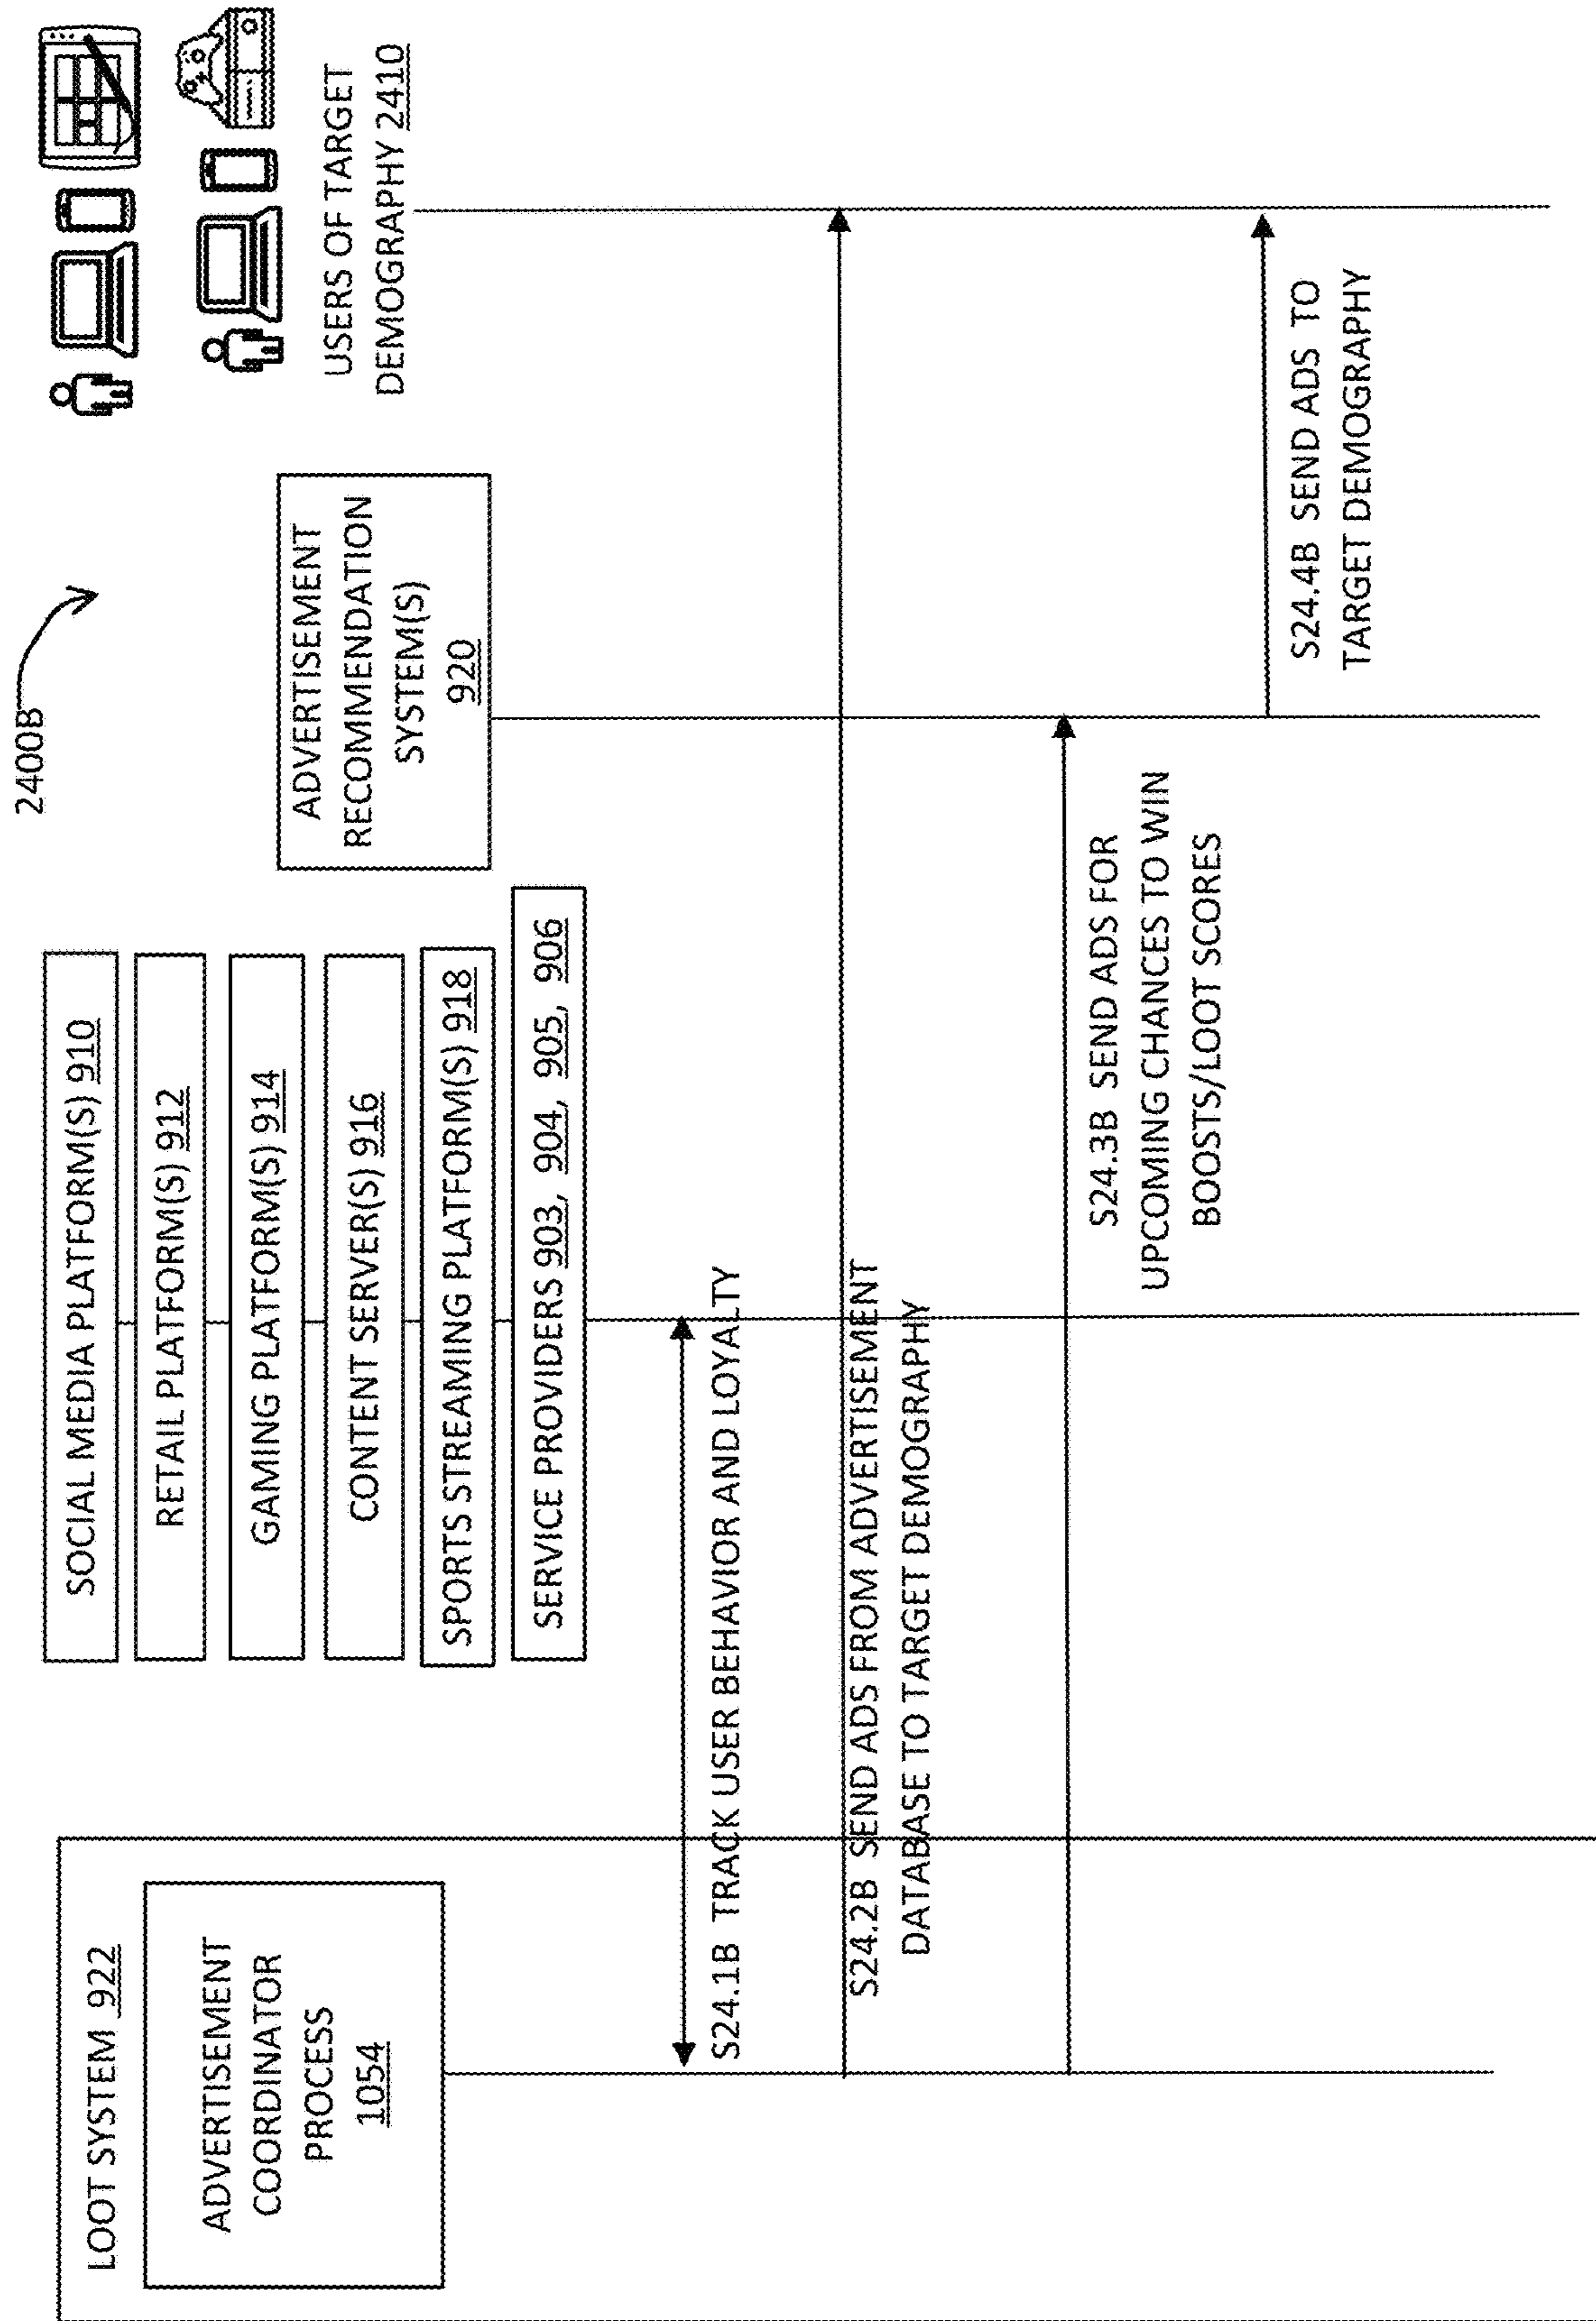 2400B
LOOT SYSTEM 922
ADVERTISEMENT
COORDINATOR
PROCESS
1054
SOCIAL MEDIA PLATFORM(S) 910
RETAIL PLATFORM(S) 912
GAMING PLATFORM(S) 914
CONTENT SERVER(S) 916
SPORTS STREAMING PLATFORM(S) 918
SERVICE PROVIDERS 903, 904, 905, 906
ADVERTISEMENT
RECOMMENDATION
SYSTEM(S)
920
USERS OF TARGET
DEMOGRAPHY 2410
S24.1B TRACK USER BEHAVIOR AND LOYALTY
S24.2B SEND ADS FROM ADVERTISEMENT
DATABASE TO TARGET DEMOGRAPHY
S24.3B SEND ADS FOR
UPCOMING CHANCES TO WIN
BOOSTS/LOOT SCORES
S24.4B SEND ADS TO
TARGET DEMOGRAPHY